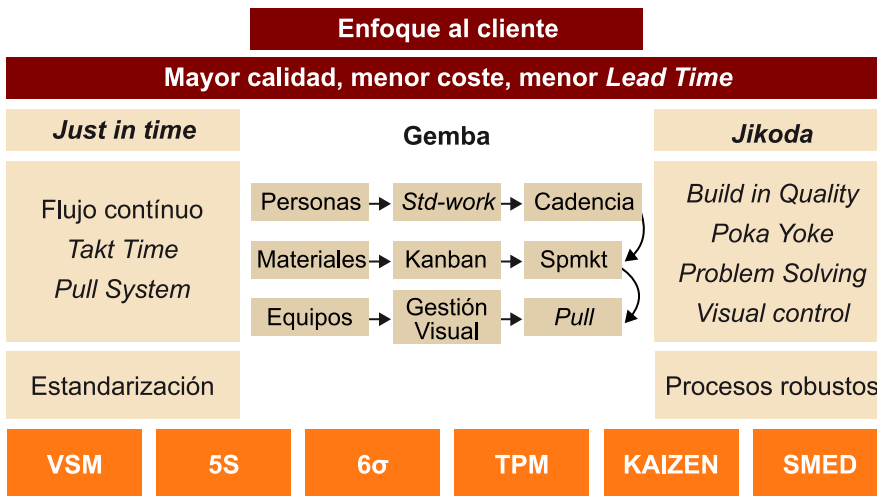 Enfoque al cliente
Mayor calidad, menor coste, menor Lead Time
Just in time
Flujo contínuo
Takt Time
Pull System
Estandarización
Gemba
Personas
Std-work
Cadencia
Materiales
Kanban
Spmkt
Equipos
Gestión
Visual
Pull
Jikoda
Build in Quality
Poka Yoke
Problem Solving
Visual control
Procesos robustos
VSM
5S
6σ
TPM
KAIZEN
SMED